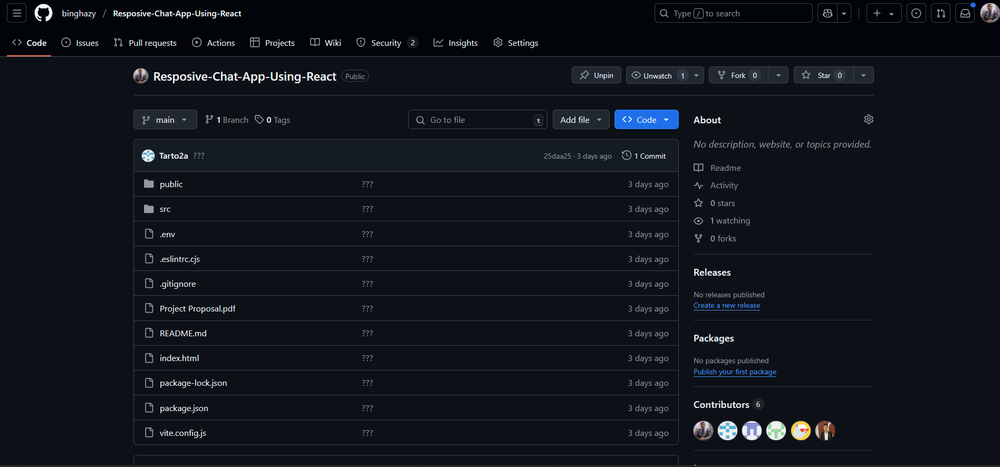 binghazy / Resposive-Chat-App-Using-React
Type / to search
Code Issues Pull requests Actions Projects Wiki Security 2 Insights Settings
Resposive-Chat-App-Using-React Public
Unpin Unwatch 1 Fork 0 Star 0
main 1 Branch 0 Tags Go to file t Add file Code
Tarto2a ??? 25daa25 · 3 days ago 1 Commit
public ??? 3 days ago
src ??? 3 days ago
.env ??? 3 days ago
.eslintrc.cjs ??? 3 days ago
.gitignore ??? 3 days ago
Project Proposal.pdf ??? 3 days ago
README.md ??? 3 days ago
index.html ??? 3 days ago
package-lock.json ??? 3 days ago
package.json ??? 3 days ago
vite.config.js ??? 3 days ago
About
No description, website, or topics provided.
Readme
Activity
0 stars
1 watching
0 forks
Releases
No releases published
Create a new release
Packages
No packages published
Publish your first package
Contributors 6